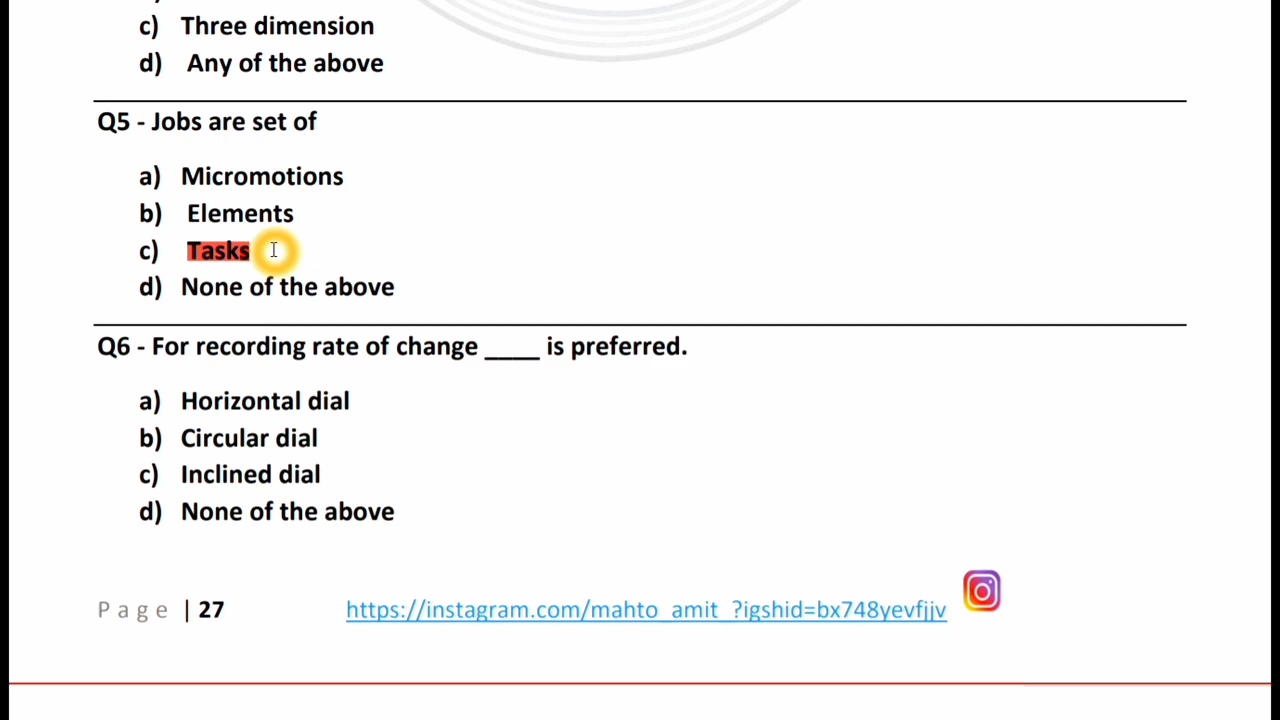 c) Three dimension
d) Any of the above
Q5 - Jobs are set of
a) Micromotions
b) Elements
c) Tasks
d) None of the above
Q6 - For recording rate of change ____ is preferred.
a) Horizontal dial
b) Circular dial
c) Inclined dial
d) None of the above
Page | 27 https://instagram.com/mahto_amit_?igshid=bx748yevfjjv